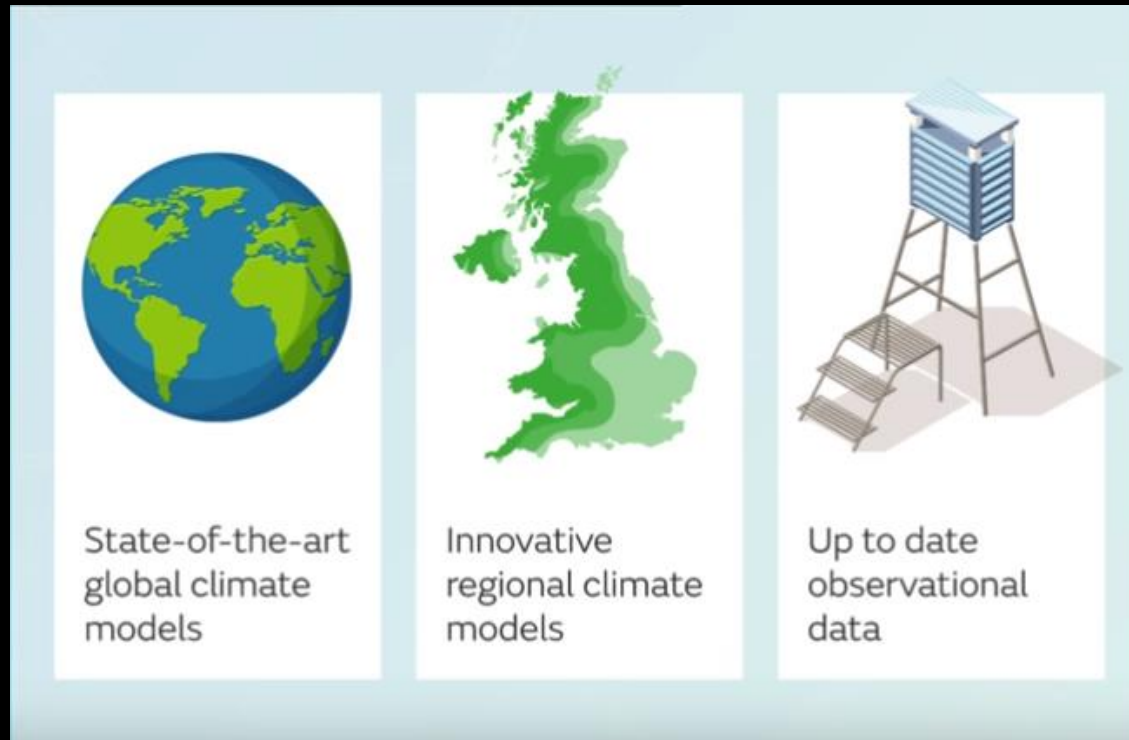 State-of-the-art
global climate
models
Innovative
regional climate
models
Up to date
observational
data